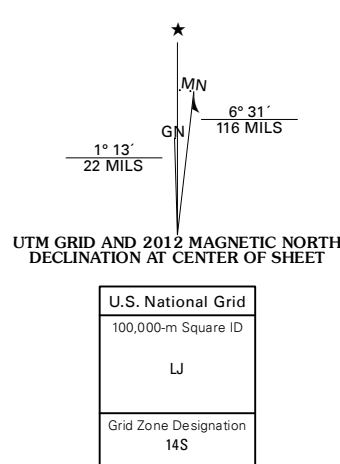 ★
MN
GN
6° 31´
116 MILS
1° 13´
22 MILS
UTM GRID AND 2012 MAGNETIC NORTH
DECLINATION AT CENTER OF SHEET
U.S. National Grid
100,000-m Square ID
LJ
Grid Zone Designation
14S